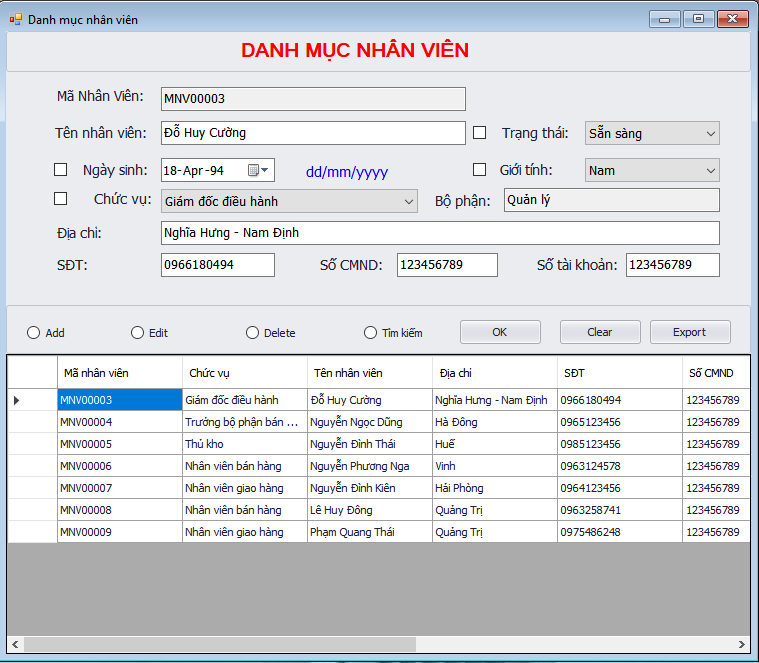 Danh mục nhân viên
DANH MỤC NHÂN VIÊN
Mã Nhân Viên: MNV00003
Tên nhân viên: Đỗ Huy Cường Trạng thái: Sẵn sàng
Ngày sinh: 18-Apr-94 dd/mm/yyyy Giới tính: Nam
Chức vụ: Giám đốc điều hành Bộ phận: Quản lý
Địa chỉ: Nghĩa Hưng - Nam Định
SĐT: 0966180494 Số CMND: 123456789 Số tài khoản: 123456789
Add Edit Delete Tìm kiếm OK Clear Export
Mã nhân viên Chức vụ Tên nhân viên Địa chỉ SĐT Số CMND
MNV00003 Giám đốc điều hành Đỗ Huy Cường Nghĩa Hưng - Nam Định 0966180494 123456789
MNV00004 Trưởng bộ phận bán ... Nguyễn Ngọc Dũng Hà Đông 0965123456 123456789
MNV00005 Thủ kho Nguyễn Đình Thái Huế 0985123456 123456789
MNV00006 Nhân viên bán hàng Nguyễn Phương Nga Vinh 0963124578 123456789
MNV00007 Nhân viên giao hàng Nguyễn Đình Kiên Hải Phòng 0964123456 123456789
MNV00008 Nhân viên bán hàng Lê Huy Đông Quảng Trị 0963258741 123456789
MNV00009 Nhân viên giao hàng Phạm Quang Thái Quảng Trị 0975486248 123456789